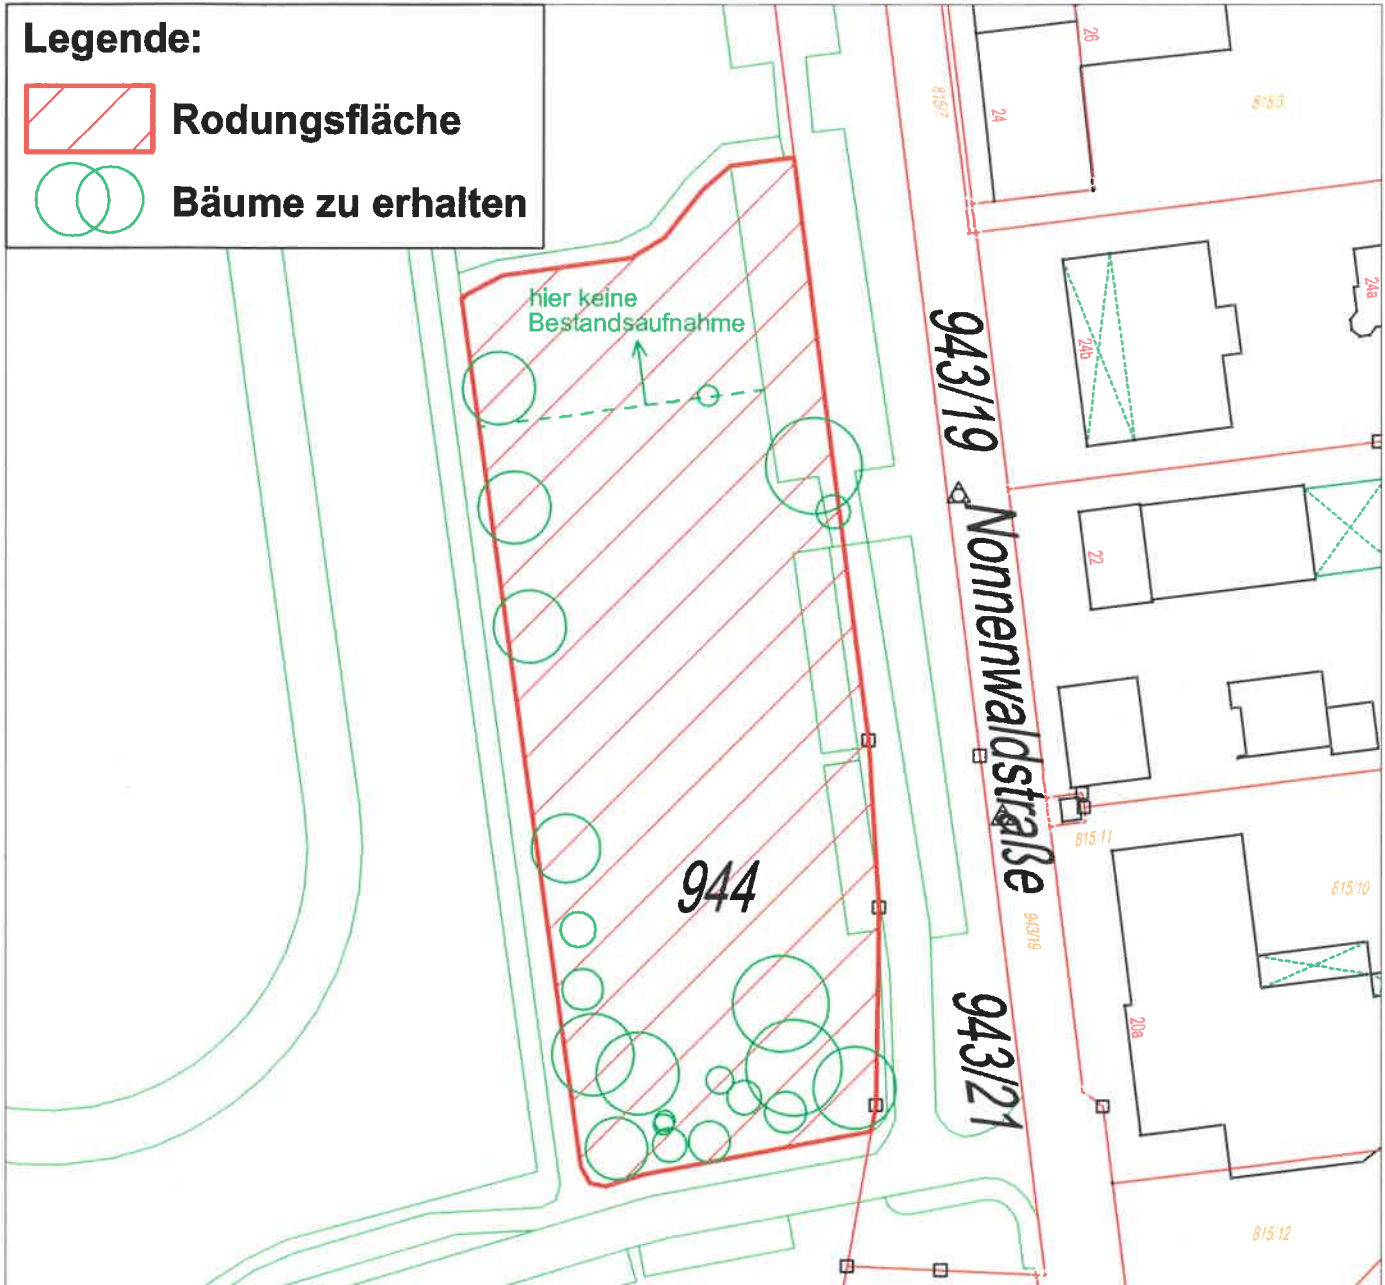 Legende:
Rodungsfläche
Bäume zu erhalten
hier keine
Bestandsaufnahme
944
943/19
Nonnenwaldstraße
943/21
815/7
26
24
815/3
24a
24b
22
815/11
815/10
943/19
20a
815/12